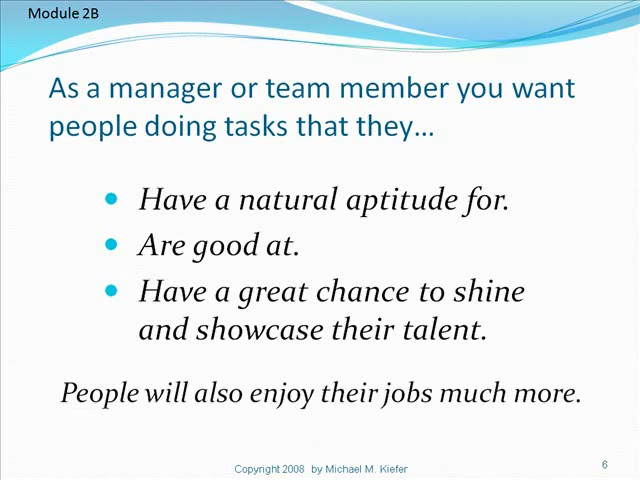 Module 2B
As a manager or team member you want
people doing tasks that they…
• Have a natural aptitude for.
• Are good at.
• Have a great chance to shine
and showcase their talent.
People will also enjoy their jobs much more.
Copyright 2008 by Michael M. Kiefer
6